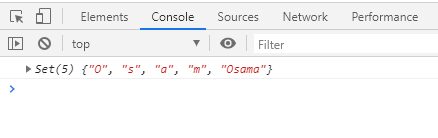 Elements Console Sources Network Performance
top Filter
Set(5) {"O", "s", "a", "m", "Osama"}